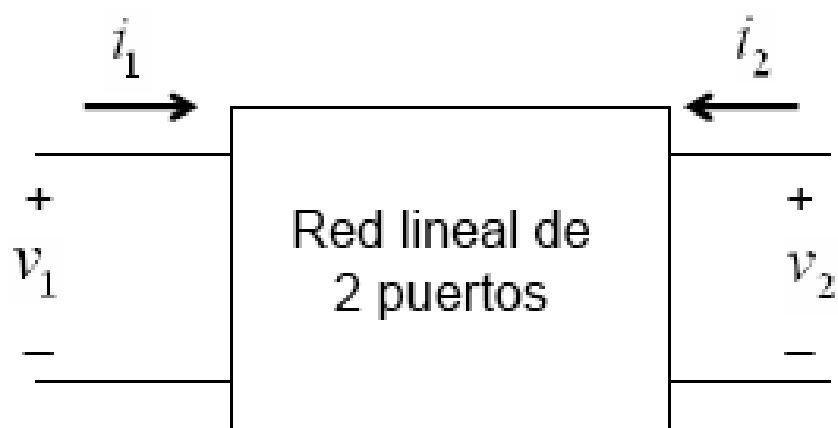 i₁
i₂
+
+
Red lineal de
v₁
v₂
2 puertos
−
−